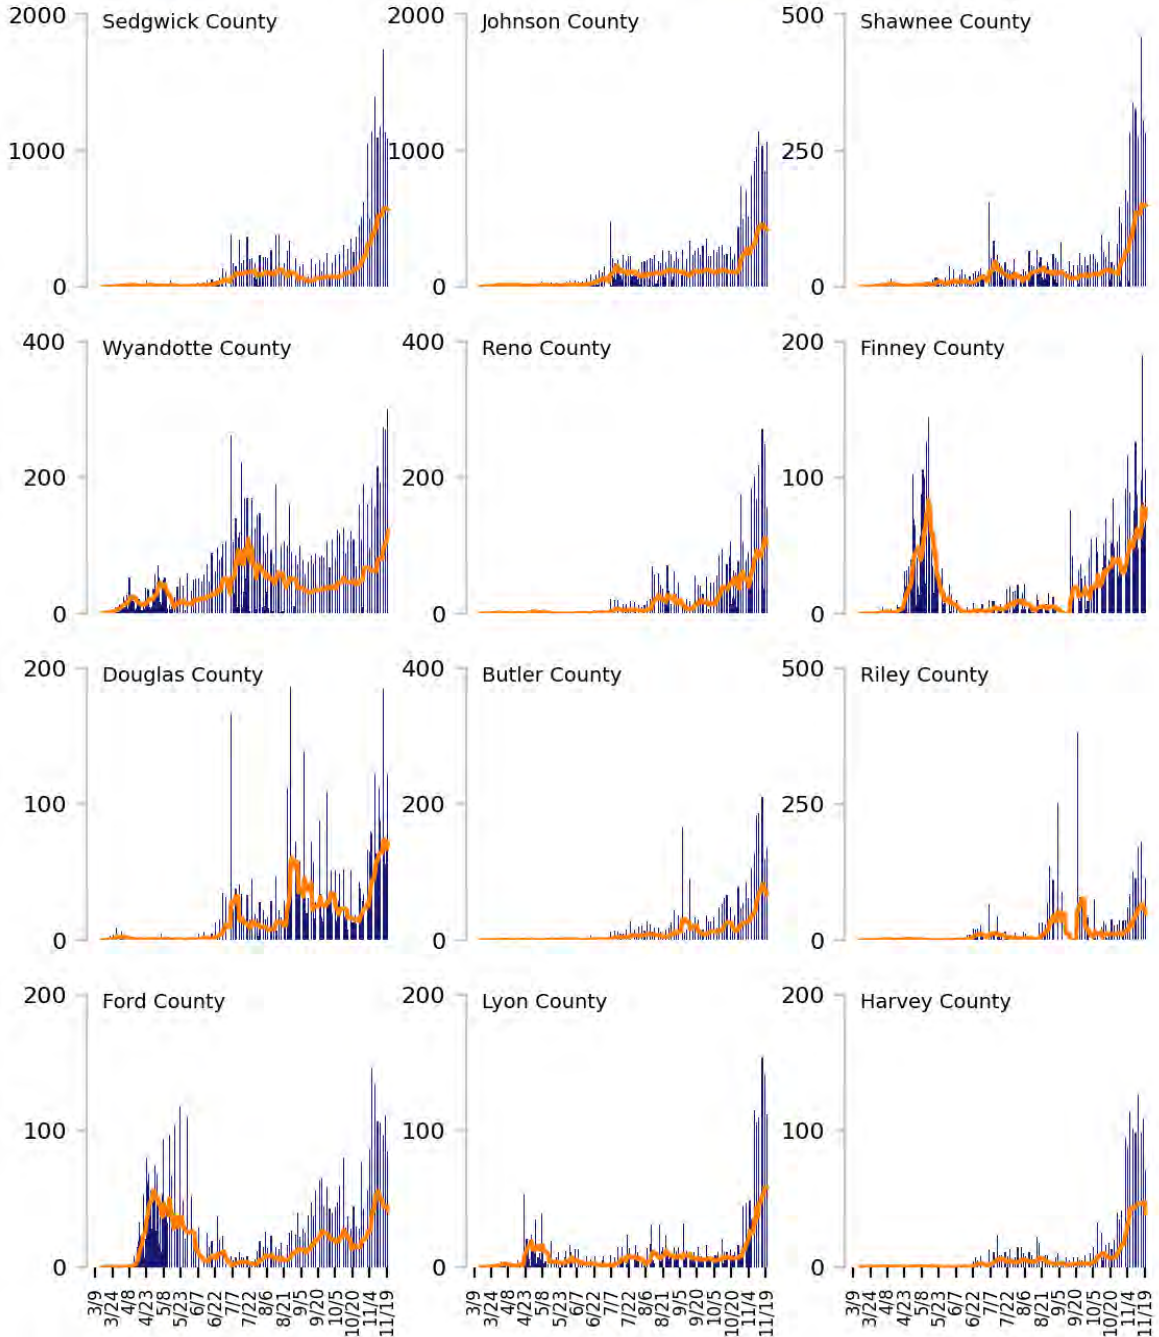 2000 Sedgwick County 2000 Johnson County 500 Shawnee County
1000 1000 250
0 0 0
400 Wyandotte County 400 Reno County 200 Finney County
200 200 100
0 0 0
200 Douglas County 400 Butler County 500 Riley County
100 200 250
0 0 0
200 Ford County 200 Lyon County 200 Harvey County
100 100 100
0 0 0
3/9 3/24 4/8 4/23 5/8 5/23 6/7 6/22 7/7 7/22 8/6 8/21 9/5 9/20 10/5 10/20 11/4 11/19 3/9 3/24 4/8 4/23 5/8 5/23 6/7 6/22 7/7 7/22 8/6 8/21 9/5 9/20 10/5 10/20 11/4 11/19 3/9 3/24 4/8 4/23 5/8 5/23 6/7 6/22 7/7 7/22 8/6 8/21 9/5 9/20 10/5 10/20 11/4 11/19